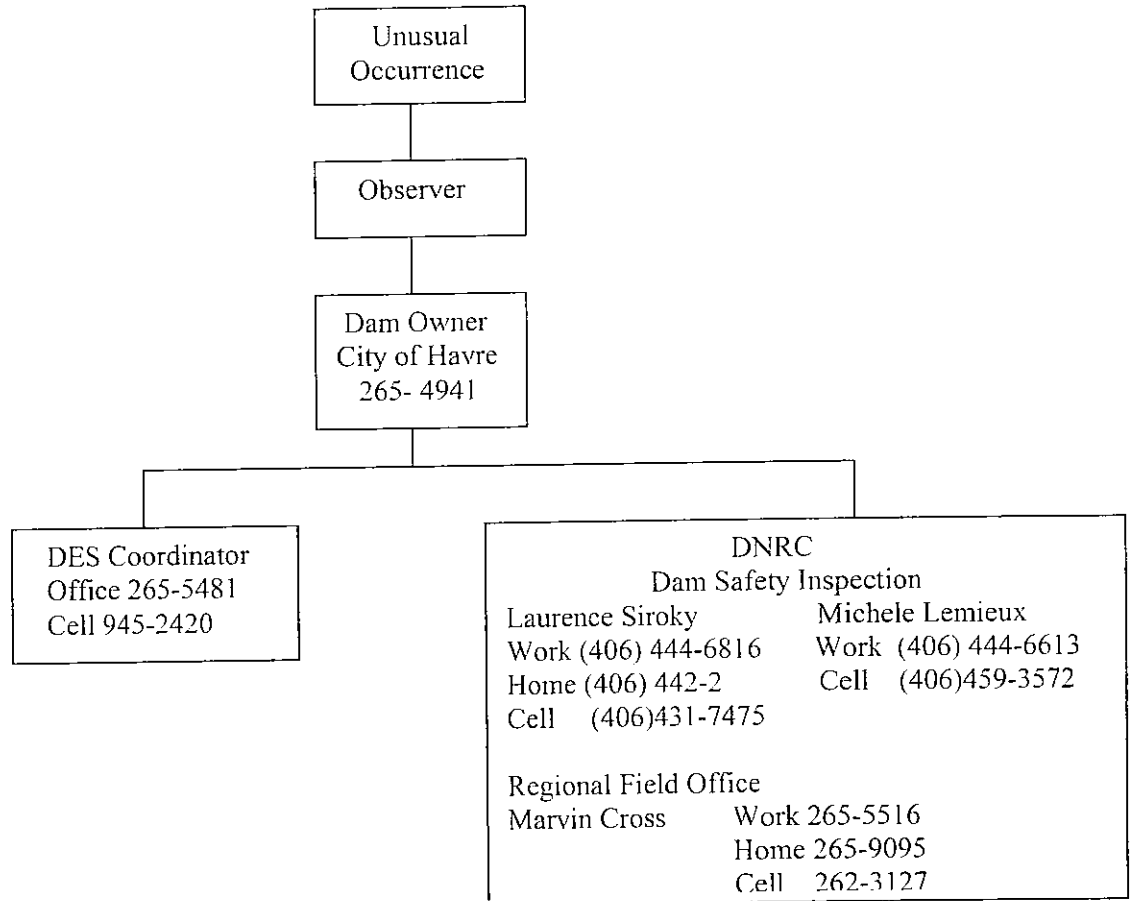 Unusual
Occurrence
Observer
Dam Owner
City of Havre
265- 4941
DES Coordinator
Office 265-5481
Cell 945-2420
DNRC
Dam Safety Inspection
Laurence Siroky Michele Lemieux
Work (406) 444-6816 Work (406) 444-6613
Home (406) 442-2 Cell (406)459-3572
Cell (406)431-7475
Regional Field Office
Marvin Cross Work 265-5516
Home 265-9095
Cell 262-3127